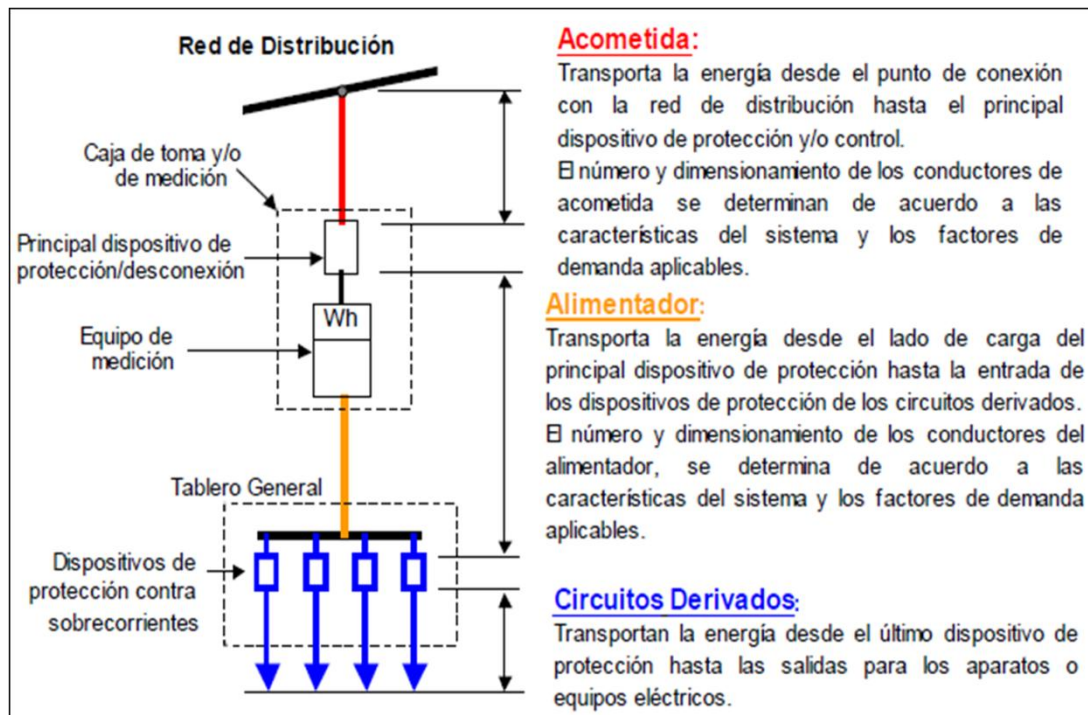 Red de Distribución
Caja de toma y/o
de medición
Principal dispositivo de
protección/desconexión
Wh
Equipo de
medición
Tablero General
Dispositivos de
protección contra
sobrecorrientes
Acometida:
Transporta la energía desde el punto de conexión
con la red de distribución hasta el principal
dispositivo de protección y/o control.
El número y dimensionamiento de los conductores de
acometida se determinan de acuerdo a las
características del sistema y los factores de
demanda aplicables.
Alimentador:
Transporta la energía desde el lado de carga del
principal dispositivo de protección hasta la entrada de
los dispositivos de protección de los circuitos derivados.
El número y dimensionamiento de los conductores del
alimentador, se determina de acuerdo a las
características del sistema y los factores de demanda
aplicables.
Circuitos Derivados:
Transportan la energía desde el último dispositivo de
protección hasta las salidas para los aparatos o
equipos eléctricos.